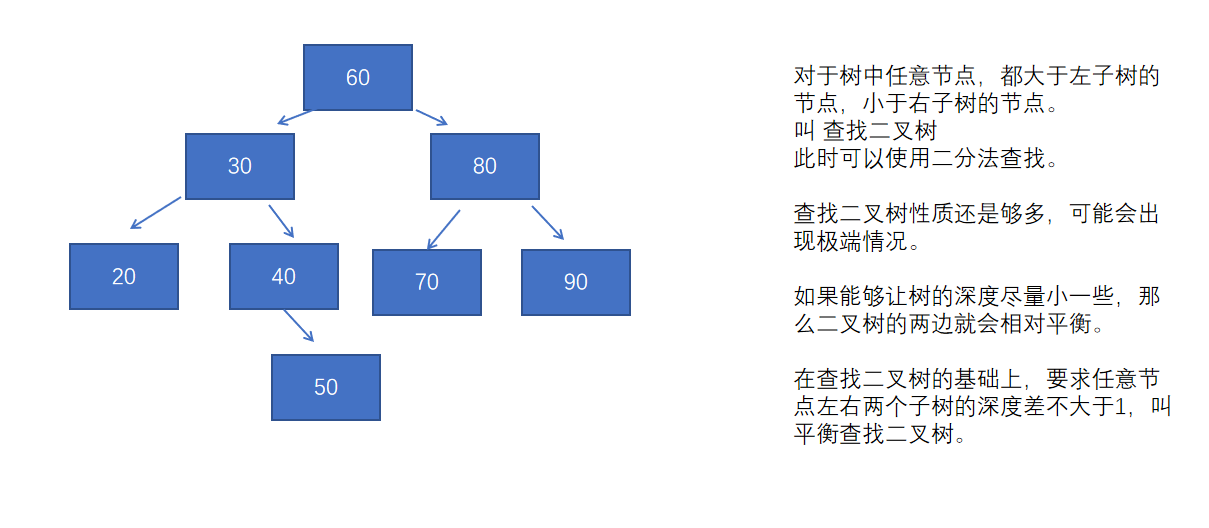 60
30
80
20
40
70
90
50
对于树中任意节点，都大于左子树的
节点，小于右子树的节点。
叫 查找二叉树
此时可以使用二分法查找。
查找二叉树性质还是够多，可能会出
现极端情况。
如果能够让树的深度尽量小一些，那
么二叉树的两边就会相对平衡。
在查找二叉树的基础上，要求任意节
点左右两个子树的深度差不大于1，叫
平衡查找二叉树。